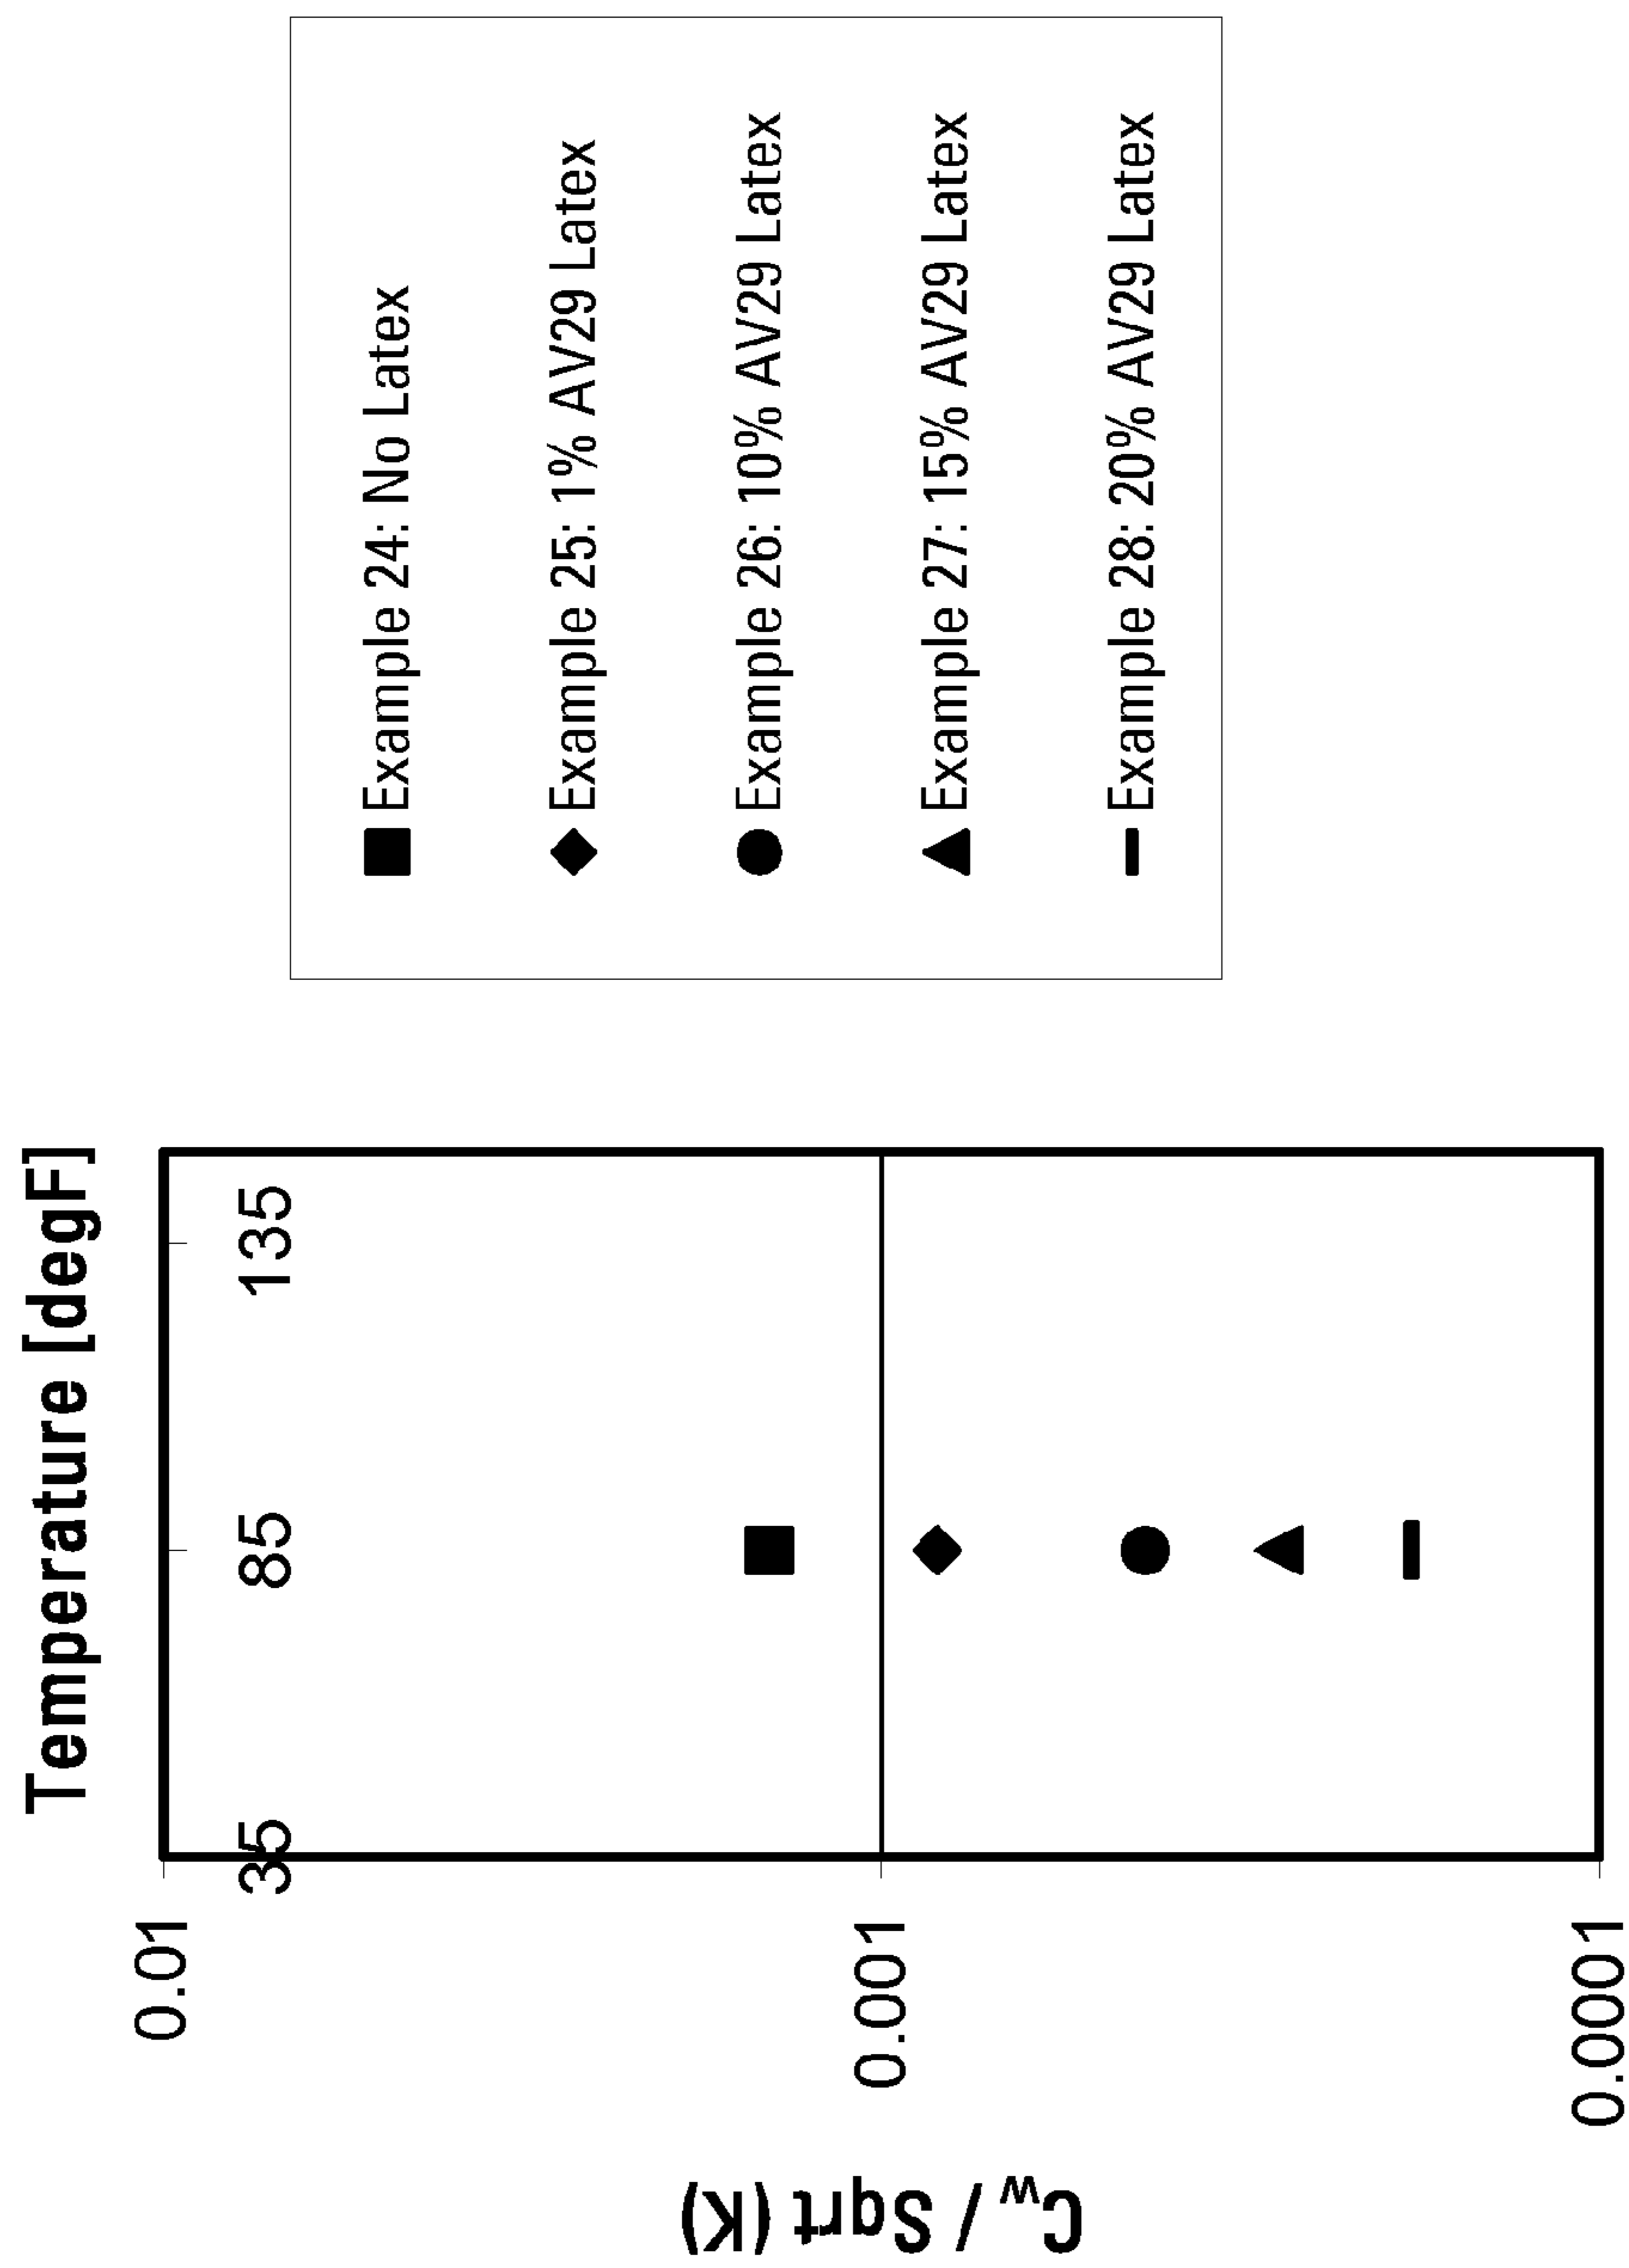 Temperature [degF]
35
85
135
0.01
0.001
0.0001
Cw / Sqrt (K)
Example 24: No Latex
Example 25: 1% AV29 Latex
Example 26: 10% AV29 Latex
Example 27: 15% AV29 Latex
Example 28: 20% AV29 Latex